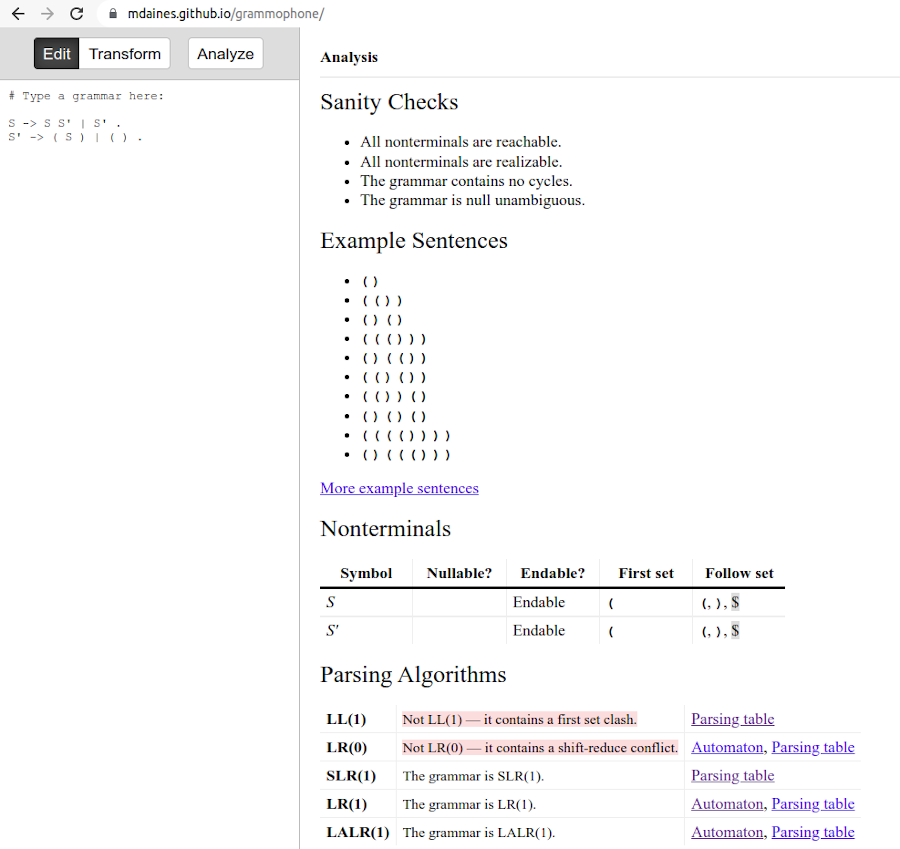 mdaines.github.io/grammophone/
Edit Transform Analyze
# Type a grammar here:
S -> S S' | S' .
S' -> ( S ) | ( ) .
Analysis
Sanity Checks
• All nonterminals are reachable.
• All nonterminals are realizable.
• The grammar contains no cycles.
• The grammar is null unambiguous.
Example Sentences
• ( )
• ( ( ) )
• ( ) ( )
• ( ( ( ) ) )
• ( ) ( ( ) )
• ( ( ) ( ) )
• ( ( ) ) ( )
• ( ) ( ) ( )
• ( ( ( ( ) ) ) )
• ( ) ( ( ( ) ) )
More example sentences
Nonterminals
Symbol Nullable? Endable? First set Follow set
S Endable ( (, ), $
S' Endable ( (, ), $
Parsing Algorithms
LL(1) Not LL(1) — it contains a first set clash. Parsing table
LR(0) Not LR(0) — it contains a shift-reduce conflict. Automaton, Parsing table
SLR(1) The grammar is SLR(1). Parsing table
LR(1) The grammar is LR(1). Automaton, Parsing table
LALR(1) The grammar is LALR(1). Automaton, Parsing table